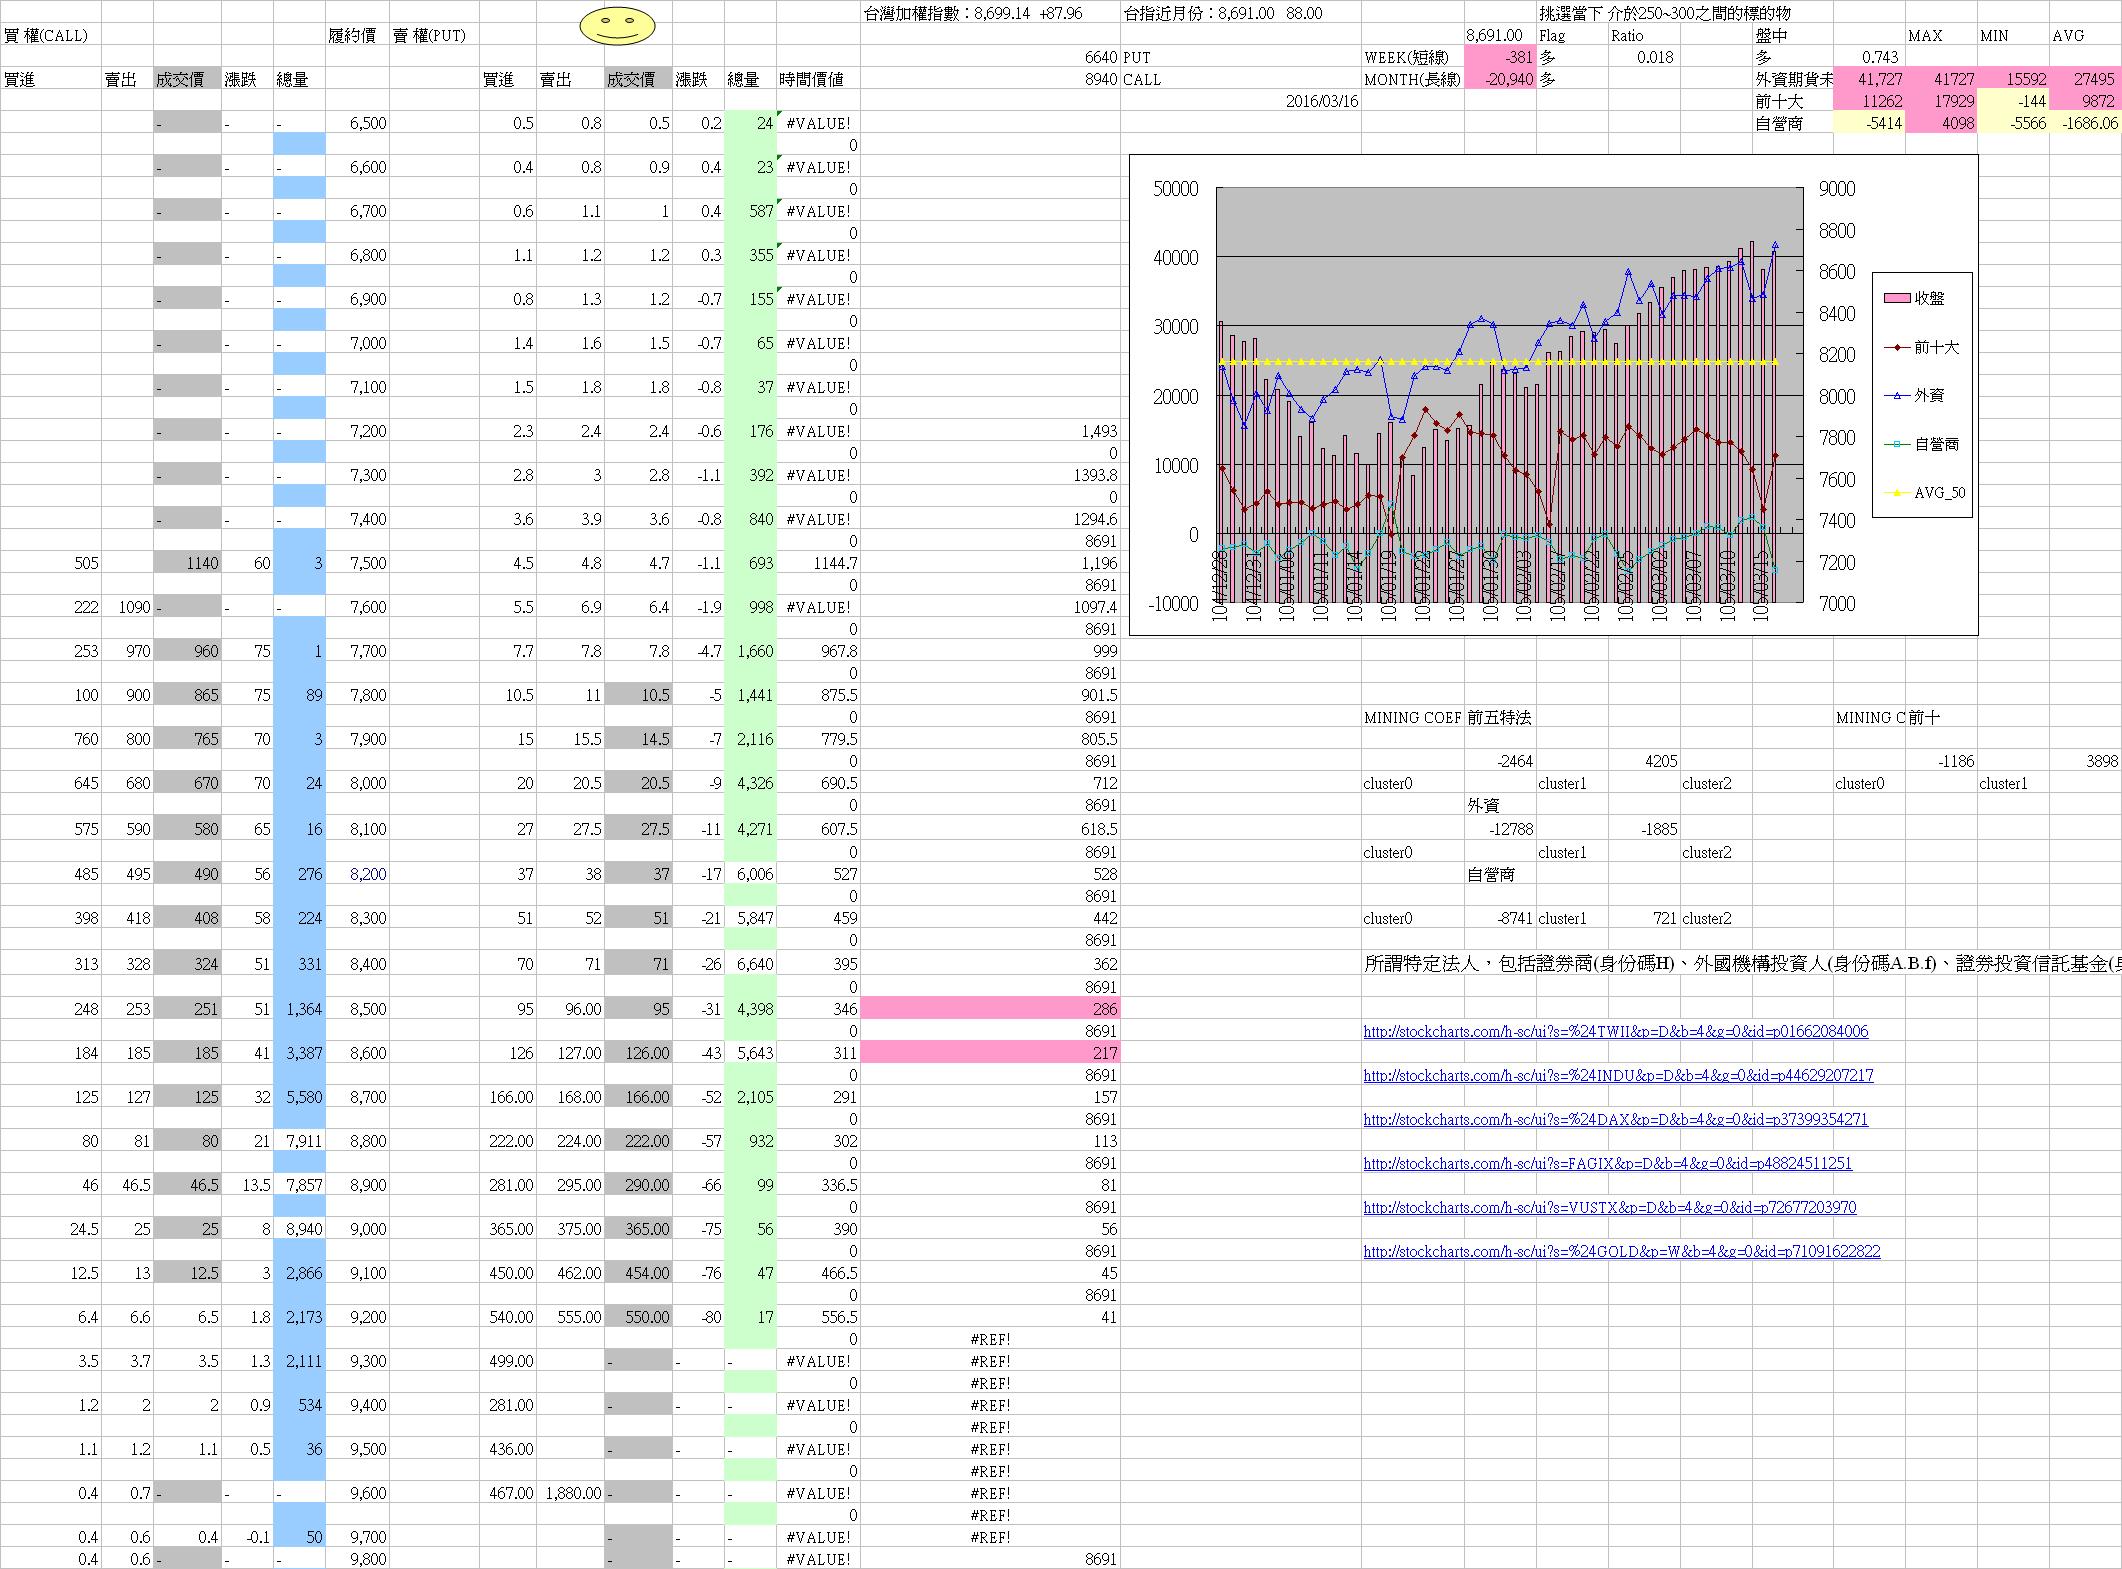 台灣加權指數：8,699.14 +87.96 台指近月份：8,691.00 88.00 挑選當下 介於250~300之間的標的物
買 權(CALL) 履約價 賣 權(PUT) 8,691.00 Flag Ratio 盤中 MAX MIN AVG
6640 PUT WEEK(短線) -381 多 0.018 多 0.743
買進 賣出 成交價 漲跌 總量 買進 賣出 成交價 漲跌 總量 時間價值 8940 CALL MONTH(長線) -20,940 多 外資期貨未 41,727 41727 15592 27495
2016/03/16 前十大 11262 17929 -144 9872
- - - 6,500 0.5 0.8 0.5 0.2 24 #VALUE! 自營商 -5414 4098 -5566 -1686.06
0
- - - 6,600 0.4 0.8 0.9 0.4 23 #VALUE!
0
- - - 6,700 0.6 1.1 1 0.4 587 #VALUE!
0
- - - 6,800 1.1 1.2 1.2 0.3 355 #VALUE!
0
- - - 6,900 0.8 1.3 1.2 -0.7 155 #VALUE!
0
- - - 7,000 1.4 1.6 1.5 -0.7 65 #VALUE!
0
- - - 7,100 1.5 1.8 1.8 -0.8 37 #VALUE!
0
- - - 7,200 2.3 2.4 2.4 -0.6 176 #VALUE! 1,493
0 0
- - - 7,300 2.8 3 2.8 -1.1 392 #VALUE! 1393.8
0 0
- - - 7,400 3.6 3.9 3.6 -0.8 840 #VALUE! 1294.6
0 8691
505 1140 60 3 7,500 4.5 4.8 4.7 -1.1 693 1144.7 1,196
0 8691
222 1090 - - - 7,600 5.5 6.9 6.4 -1.9 998 #VALUE! 1097.4
0 8691
253 970 960 75 1 7,700 7.7 7.8 7.8 -4.7 1,660 967.8 999
0 8691
100 900 865 75 89 7,800 10.5 11 10.5 -5 1,441 875.5 901.5
0 8691 MINING COEF 前五特法 MINING C 前十
760 800 765 70 3 7,900 15 15.5 14.5 -7 2,116 779.5 805.5
0 8691 -2464 4205 -1186 3898
645 680 670 70 24 8,000 20 20.5 20.5 -9 4,326 690.5 712 cluster0 cluster1 cluster2 cluster0 cluster1
0 8691 外資
575 590 580 65 16 8,100 27 27.5 27.5 -11 4,271 607.5 618.5 -12788 -1885
0 8691 cluster0 cluster1 cluster2
485 495 490 56 276 8,200 37 38 37 -17 6,006 527 528 自營商
0 8691
398 418 408 58 224 8,300 51 52 51 -21 5,847 459 442 cluster0 -8741 cluster1 721 cluster2
0 8691
313 328 324 51 331 8,400 70 71 71 -26 6,640 395 362 所謂特定法人，包括證券商(身份碼H)、外國機構投資人(身份碼A.B.f)、證券投資信託基金(身
0 8691
248 253 251 51 1,364 8,500 95 96.00 95 -31 4,398 346 286
0 8691 http://stockcharts.com/h-sc/ui?s=%24TWII&p=D&b=4&g=0&id=p01662084006
184 185 185 41 3,387 8,600 126 127.00 126.00 -43 5,643 311 217
0 8691 http://stockcharts.com/h-sc/ui?s=%24INDU&p=D&b=4&g=0&id=p44629207217
125 127 125 32 5,580 8,700 166.00 168.00 166.00 -52 2,105 291 157
0 8691 http://stockcharts.com/h-sc/ui?s=%24DAX&p=D&b=4&g=0&id=p37399354271
80 81 80 21 7,911 8,800 222.00 224.00 222.00 -57 932 302 113
0 8691 http://stockcharts.com/h-sc/ui?s=FAGIX&p=D&b=4&g=0&id=p48824511251
46 46.5 46.5 13.5 7,857 8,900 281.00 295.00 290.00 -66 99 336.5 81
0 8691 http://stockcharts.com/h-sc/ui?s=VUSTX&p=D&b=4&g=0&id=p72677203970
24.5 25 25 8 8,940 9,000 365.00 375.00 365.00 -75 56 390 56
0 8691 http://stockcharts.com/h-sc/ui?s=%24GOLD&p=W&b=4&g=0&id=p71091622822
12.5 13 12.5 3 2,866 9,100 450.00 462.00 454.00 -76 47 466.5 45
0 8691
6.4 6.6 6.5 1.8 2,173 9,200 540.00 555.00 550.00 -80 17 556.5 41
0 #REF!
3.5 3.7 3.5 1.3 2,111 9,300 499.00 - - - #VALUE! #REF!
0 #REF!
1.2 2 2 0.9 534 9,400 281.00 - - - #VALUE! #REF!
0 #REF!
1.1 1.2 1.1 0.5 36 9,500 436.00 - - - #VALUE! #REF!
0 #REF!
0.4 0.7 - - - 9,600 467.00 1,880.00 - - - #VALUE! #REF!
0 #REF!
0.4 0.6 0.4 -0.1 50 9,700 - - - #VALUE! #REF!
0.4 0.6 - - - 9,800 - - - #VALUE! 8691
50000 9000
8800
40000 8600
8400
30000 8200
20000 8000
7800
10000 7600
7400
0 7200
-10000 7000
收盤
前十大
外資
自營商
AVG_50
104/12/28 104/12/31 105/01/06 105/01/11 105/01/14 105/01/19 105/01/22 105/01/27 105/01/30 105/02/03 105/02/17 105/02/22 105/02/25 105/03/02 105/03/07 105/03/10 105/03/15